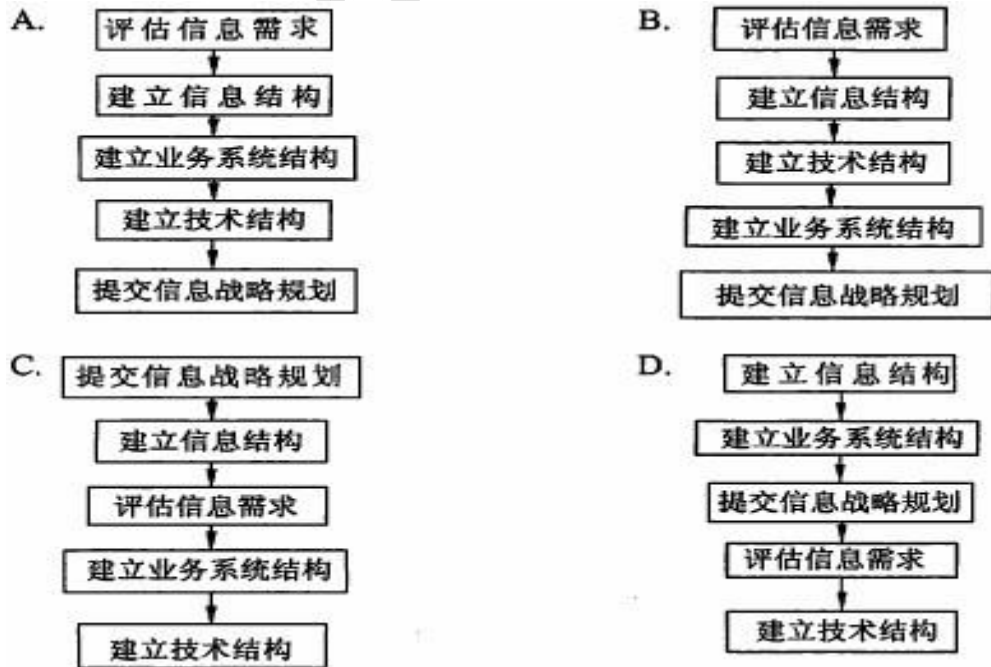 A.
评估信息需求
建立信息结构
建立业务系统结构
建立技术结构
提交信息战略规划
B.
评估信息需求
建立信息结构
建立技术结构
建立业务系统结构
提交信息战略规划
C.
提交信息战略规划
建立信息结构
评估信息需求
建立业务系统结构
建立技术结构
D.
建立信息结构
建立业务系统结构
提交信息战略规划
评估信息需求
建立技术结构